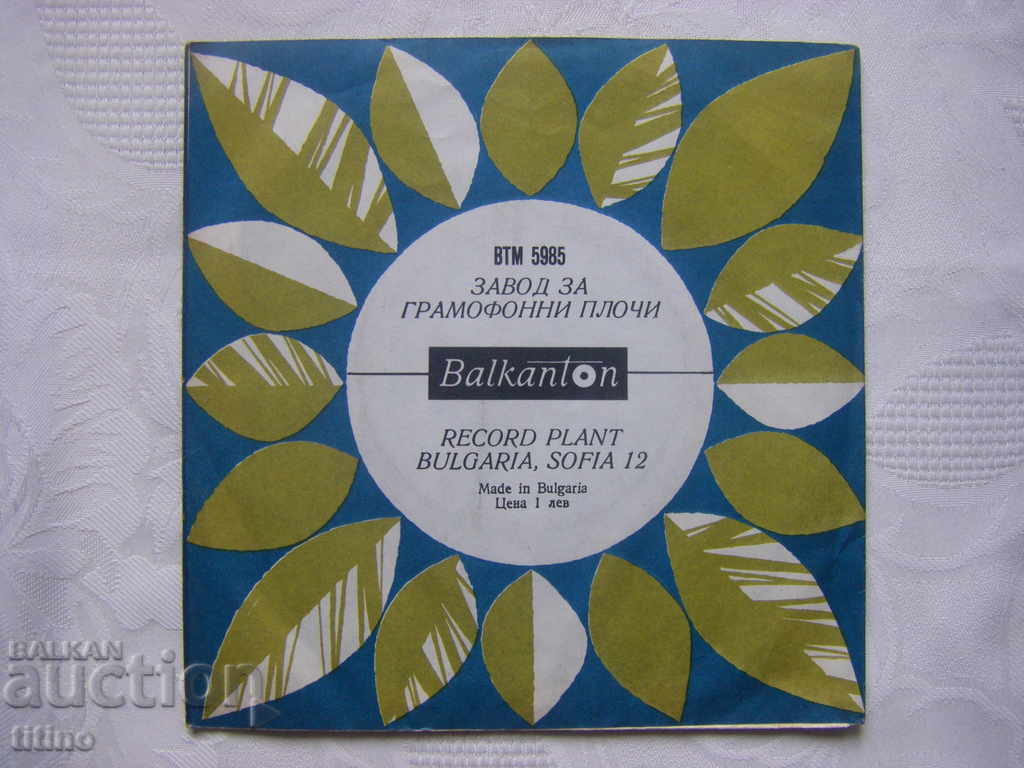 ВТМ 5985
ЗАВОД ЗА
ГРАМОФОННИ ПЛОЧИ
Balkanton
RECORD PLANT
BULGARIA, SOFIA 12
Made in Bulgaria
Цена 1 лев
BALKAN
auction
titino